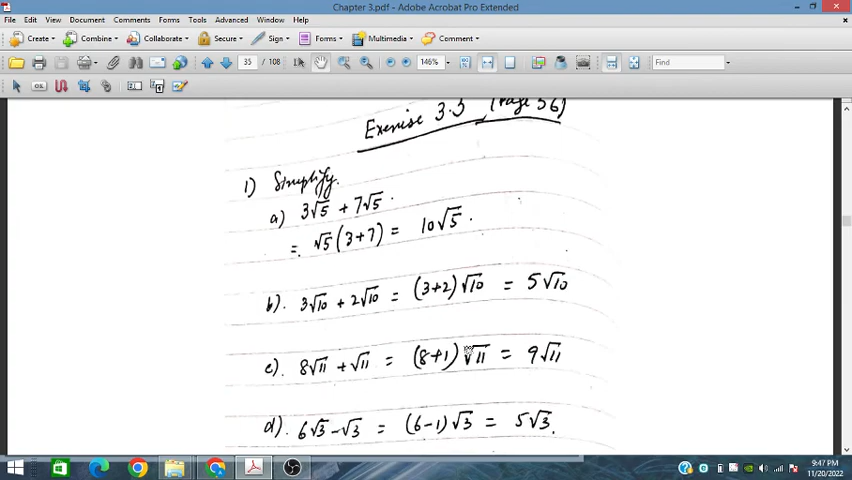 Chapter 3.pdf - Adobe Acrobat Pro Extended
File Edit View Document Comments Forms Tools Advanced Window Help
Create Combine Collaborate Secure Sign Forms Multimedia Comment
35 / 108 146% Find
Exercise 3.3 (Page 56)
1) Simplify.
a) 3√5 + 7√5.
= √5(3+7) = 10√5.
b). 3√10 + 2√10 = (3+2)√10 = 5√10
c). 8√11 + √11 = (8+1)√11 = 9√11
d). 6√3 - √3 = (6-1)√3 = 5√3.
9:47 PM
11/20/2022